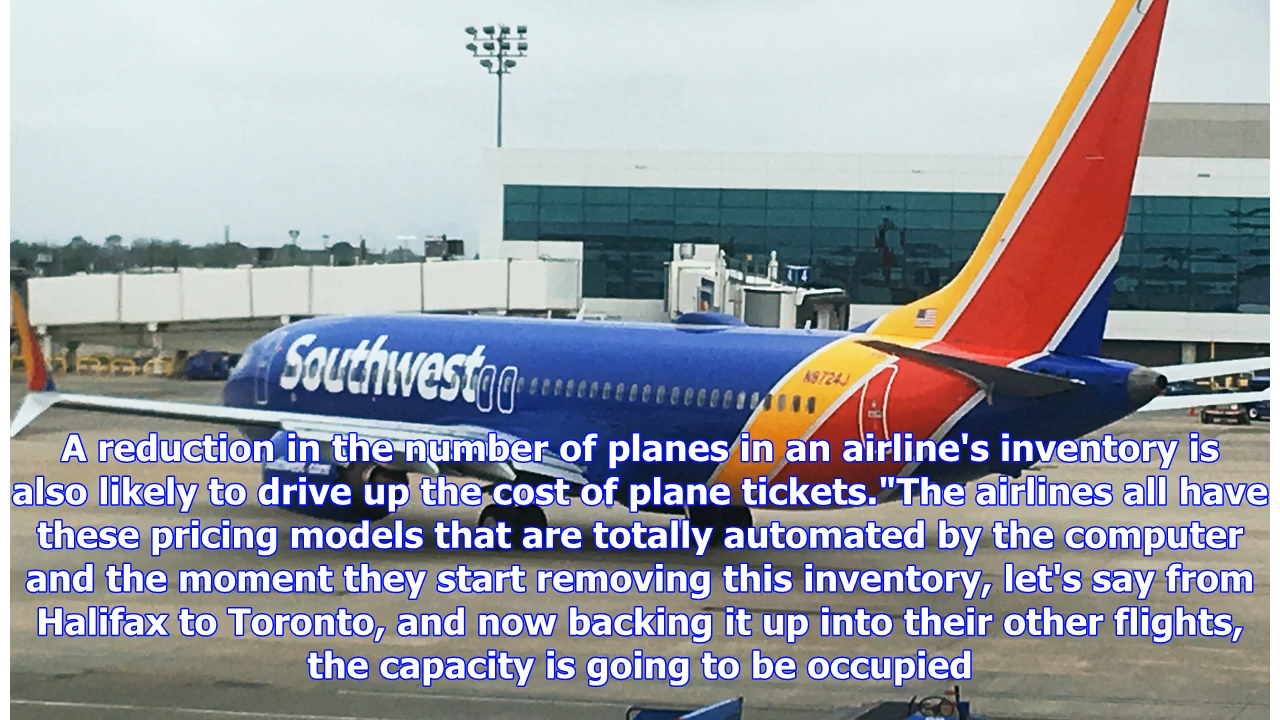 Southwest
N8724J
A reduction in the number of planes in an airline's inventory is
also likely to drive up the cost of plane tickets."The airlines all have
these pricing models that are totally automated by the computer
and the moment they start removing this inventory, let's say from
Halifax to Toronto, and now backing it up into their other flights,
the capacity is going to be occupied